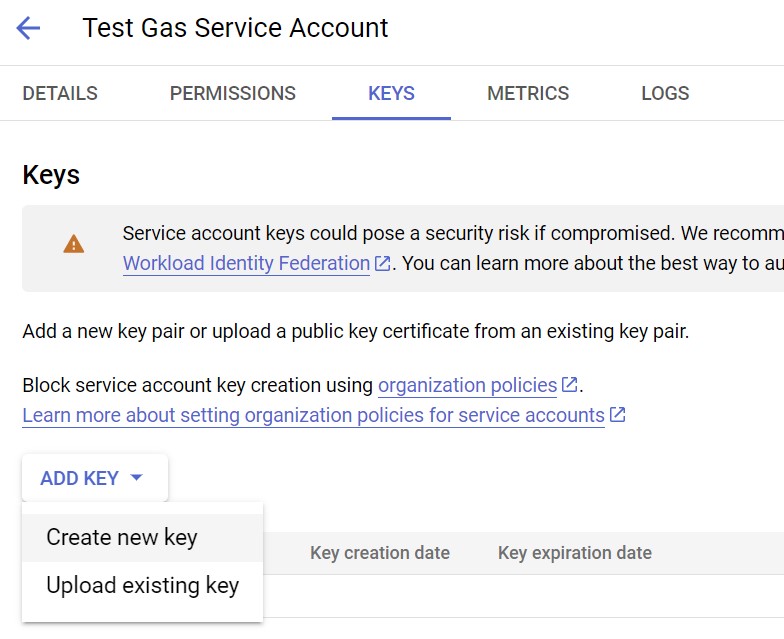 Test Gas Service Account
DETAILS PERMISSIONS KEYS METRICS LOGS
Keys
Service account keys could pose a security risk if compromised. We
Workload Identity Federation. You can learn more about the best way to
Add a new key pair or upload a public key certificate from an existing key pair.
Block service account key creation using organization policies.
Learn more about setting organization policies for service accounts
ADD KEY
Create new key
Key creation date Key expiration date
Upload existing key